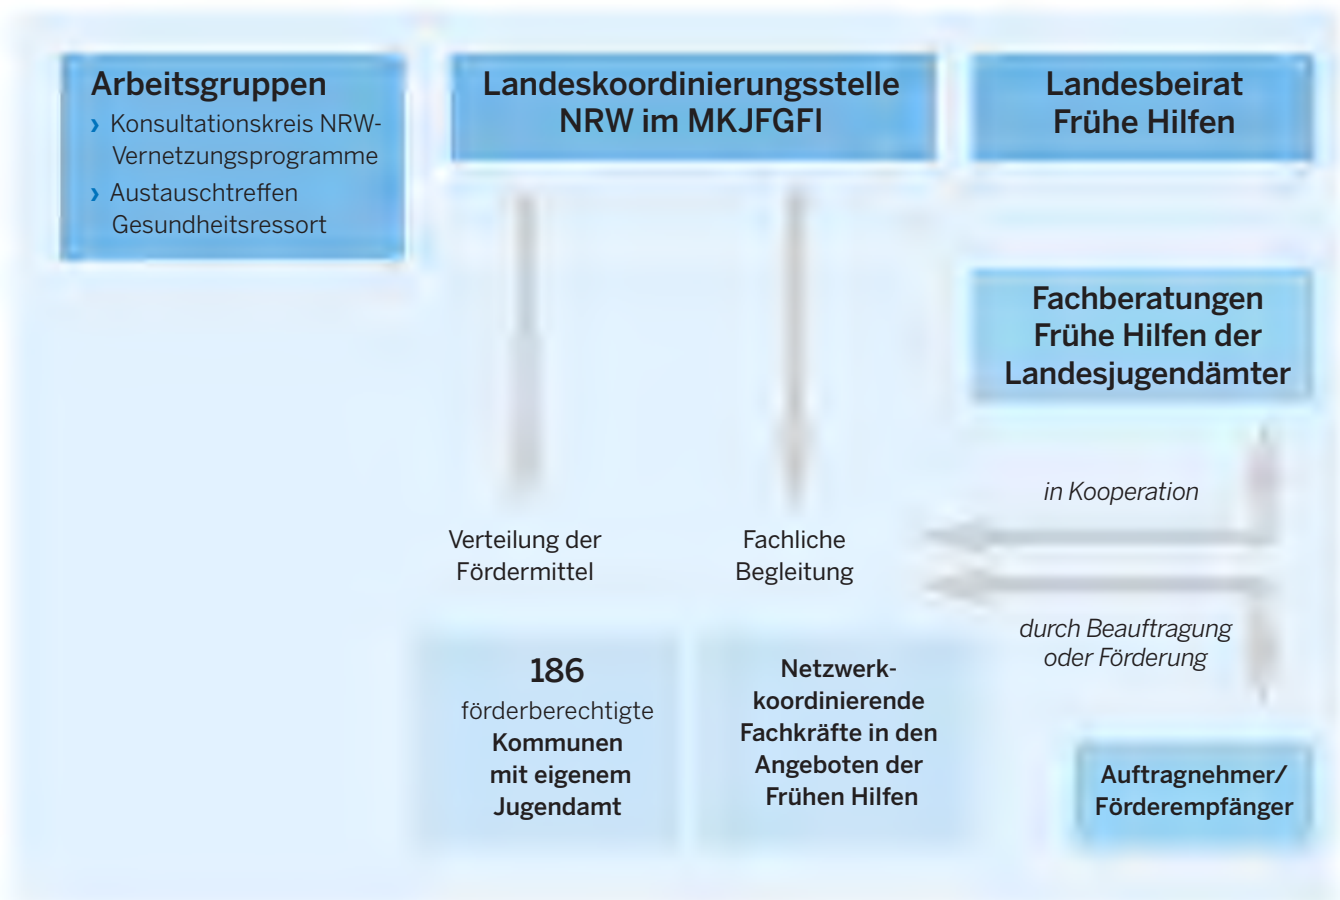 Arbeitsgruppen
› Konsultationskreis NRW-
Vernetzungsprogramme
› Austauschtreffen
Gesundheitsressort
Landeskoordinierungsstelle
NRW im MKJFGFI
Landesbeirat
Frühe Hilfen
Fachberatungen
Frühe Hilfen der
Landesjugendämter
in Kooperation
Verteilung der
Fördermittel
Fachliche
Begleitung
durch Beauftragung
oder Förderung
186
förderberechtigte
Kommunen
mit eigenem
Jugendamt
Netzwerk-
koordinierende
Fachkräfte in den
Angeboten der
Frühen Hilfen
Auftragnehmer/
Förderempfänger